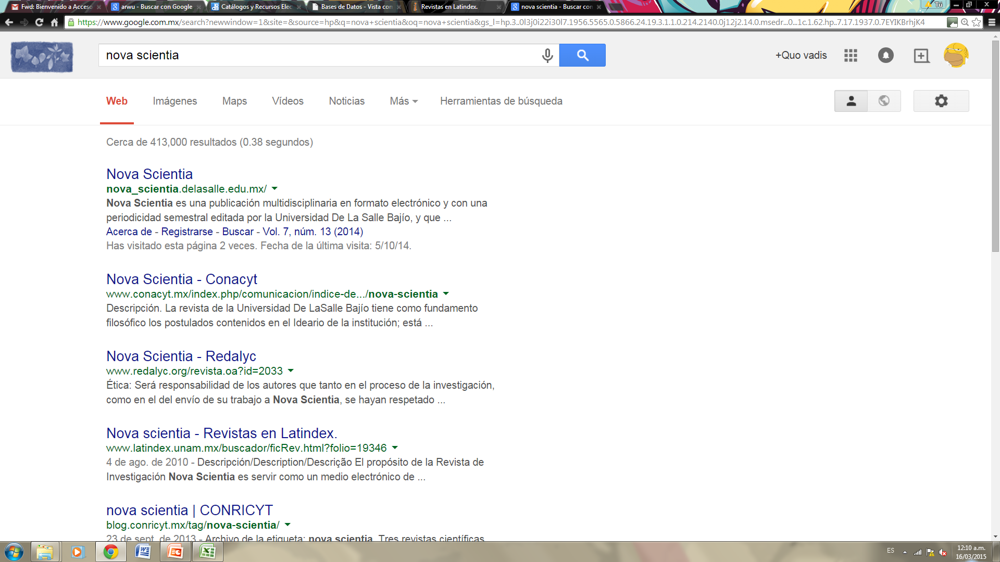 Fwd: Bienvenido a Acceso
arwu - Buscar con Google
Catálogos y Recursos Elec
Bases de Datos - Vista con
Revistas en Latindex.
nova scientia - Buscar con
Tú
https://www.google.com.mx/search?newwindow=1&site=&source=hp&q=nova+scientia&oq=nova+scientia&gs_l=hp.3..0l3j0i22i30l7.1956.5565.0.5866.24.19.3.1.1.0.214.2140.0j12j2.14.0.msedr...0...1c.1.62.hp..7.17.1937.0.7EYIKBrhjK4
nova scientia
+Quo vadis
Web Imágenes Maps Vídeos Noticias Más Herramientas de búsqueda
Cerca de 413,000 resultados (0.38 segundos)
Nova Scientia
nova_scientia.delasalle.edu.mx/
Nova Scientia es una publicación multidisciplinaria en formato electrónico y con una
periodicidad semestral editada por la Universidad De La Salle Bajío, y que ...
Acerca de - Registrarse - Buscar - Vol. 7, núm. 13 (2014)
Has visitado esta página 2 veces. Fecha de la última visita: 5/10/14.
Nova Scientia - Conacyt
www.conacyt.mx/index.php/comunicacion/indice-de.../nova-scientia
Descripción. La revista de la Universidad De LaSalle Bajío tiene como fundamento
filosófico los postulados contenidos en el Ideario de la institución; está ...
Nova Scientia - Redalyc
www.redalyc.org/revista.oa?id=2033
Ética: Será responsabilidad de los autores que tanto en el proceso de la investigación,
como en el del envío de su trabajo a Nova Scientia, se hayan respetado ...
Nova scientia - Revistas en Latindex.
www.latindex.unam.mx/buscador/ficRev.html?folio=19346
4 de ago. de 2010 - Descripción/Description/Descrição El propósito de la Revista de
Investigación Nova Scientia es servir como un medio electrónico de ...
nova scientia | CONRICYT
blog.conricyt.mx/tag/nova-scientia/
23 de sept. de 2013 - Archivo de la etiqueta: nova scientia. Tres revistas científicas
ES
12:10 a.m.
16/03/2015